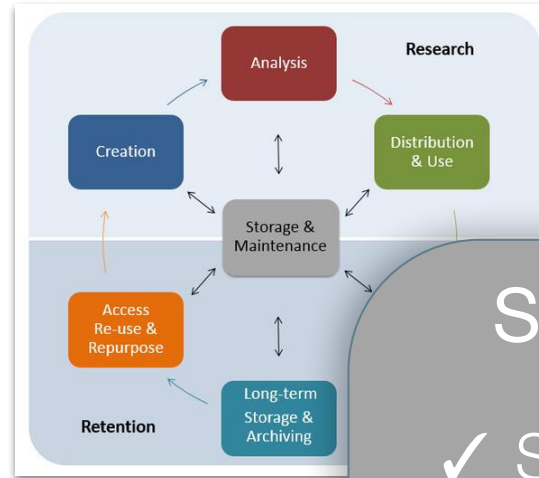 Analysis
Research
Creation
Distribution
& Use
Storage &
Maintenance
Access
Re-use &
Repurpose
Long-term
Storage &
Archiving
Retention
S
✓ S